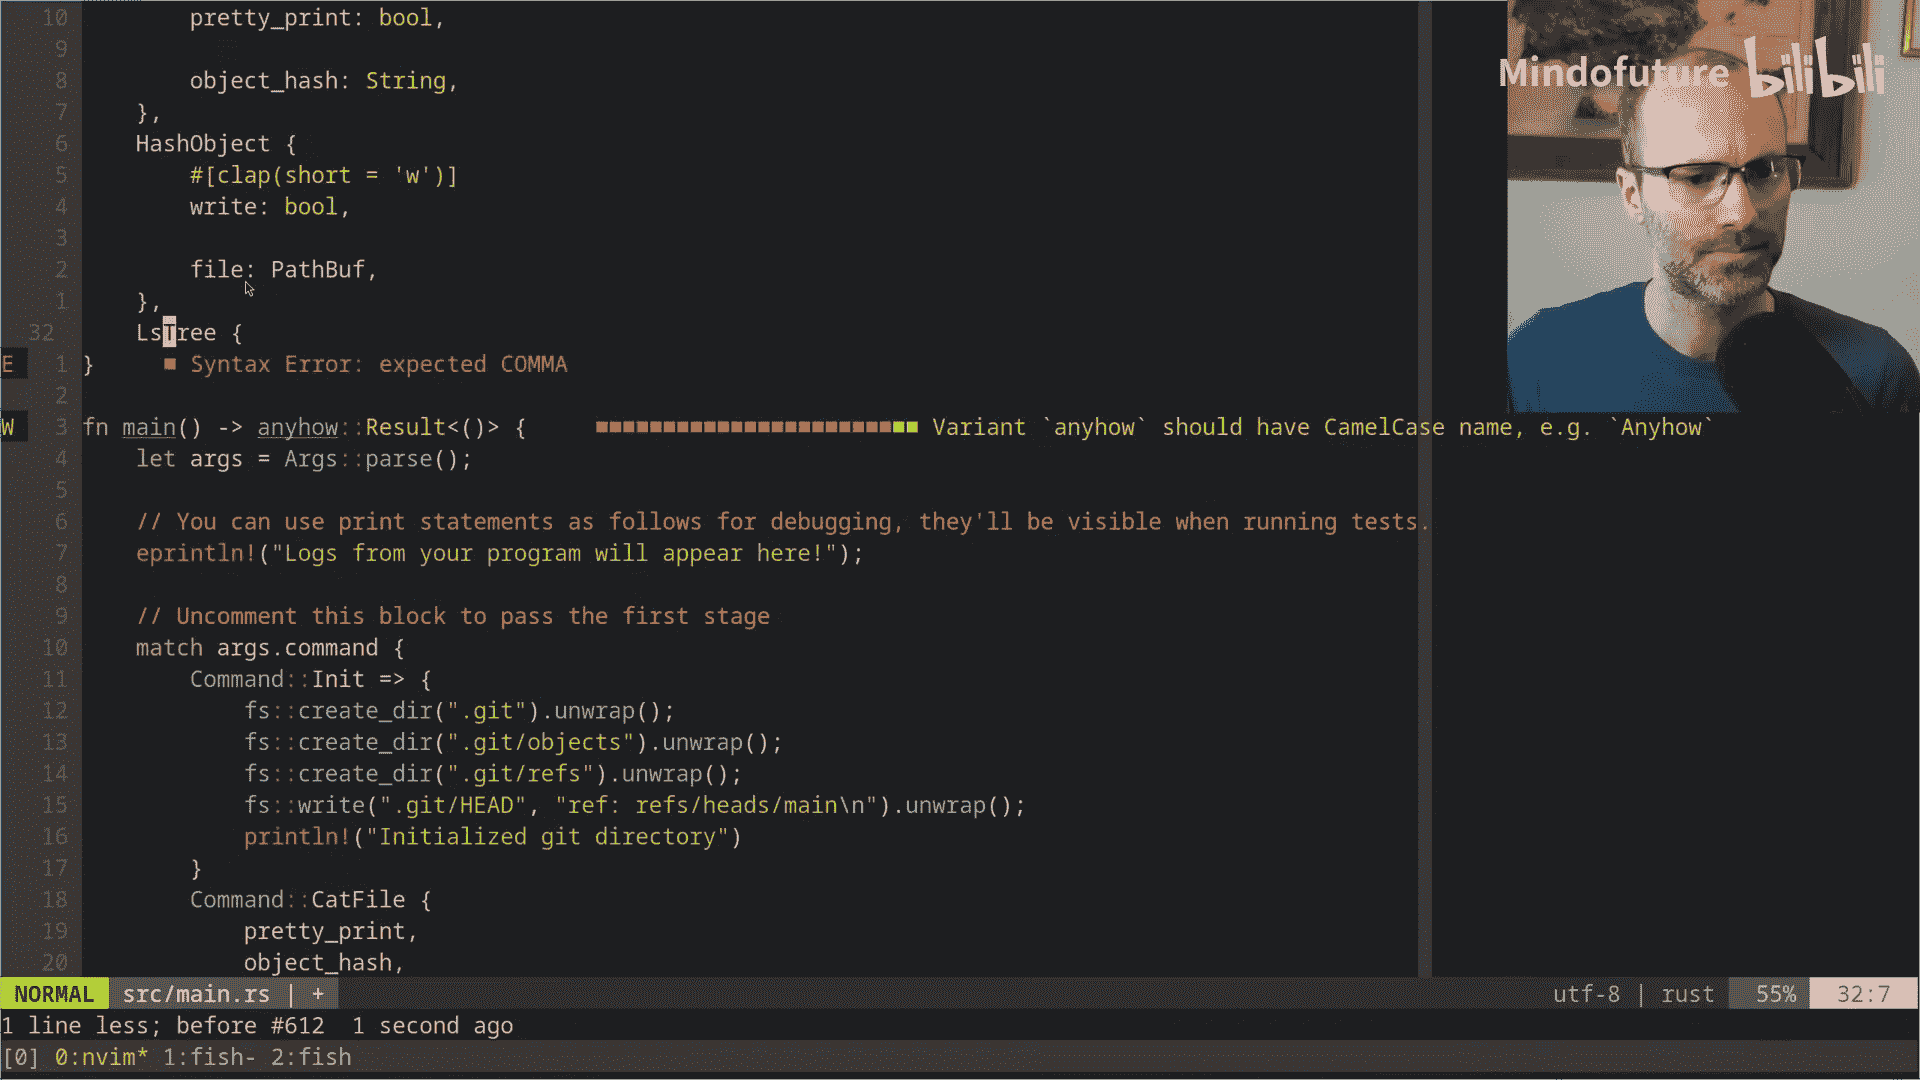 10 pretty_print: bool,
9
8 object_hash: String,
7 },
6 HashObject {
5 #[clap(short = 'w')]
4 write: bool,
3
2 file: PathBuf,
1 },
32 LsTree {
E 1 } ■ Syntax Error: expected COMMA
2
W 3 fn main() -> anyhow::Result<()> { ■■■■■■■■■■■■■■■■■■■■■■■■ Variant `anyhow` should have CamelCase name, e.g. `Anyhow`
4 let args = Args::parse();
5
6 // You can use print statements as follows for debugging, they'll be visible when running tests.
7 eprintln!("Logs from your program will appear here!");
8
9 // Uncomment this block to pass the first stage
10 match args.command {
11 Command::Init => {
12 fs::create_dir(".git").unwrap();
13 fs::create_dir(".git/objects").unwrap();
14 fs::create_dir(".git/refs").unwrap();
15 fs::write(".git/HEAD", "ref: refs/heads/main\n").unwrap();
16 println!("Initialized git directory")
17 }
18 Command::CatFile {
19 pretty_print,
20 object_hash,
NORMAL src/main.rs | + utf-8 | rust 55% 32:7
1 line less; before #612 1 second ago
[0] 0:nvim* 1:fish- 2:fish
Mindofuture bilibili